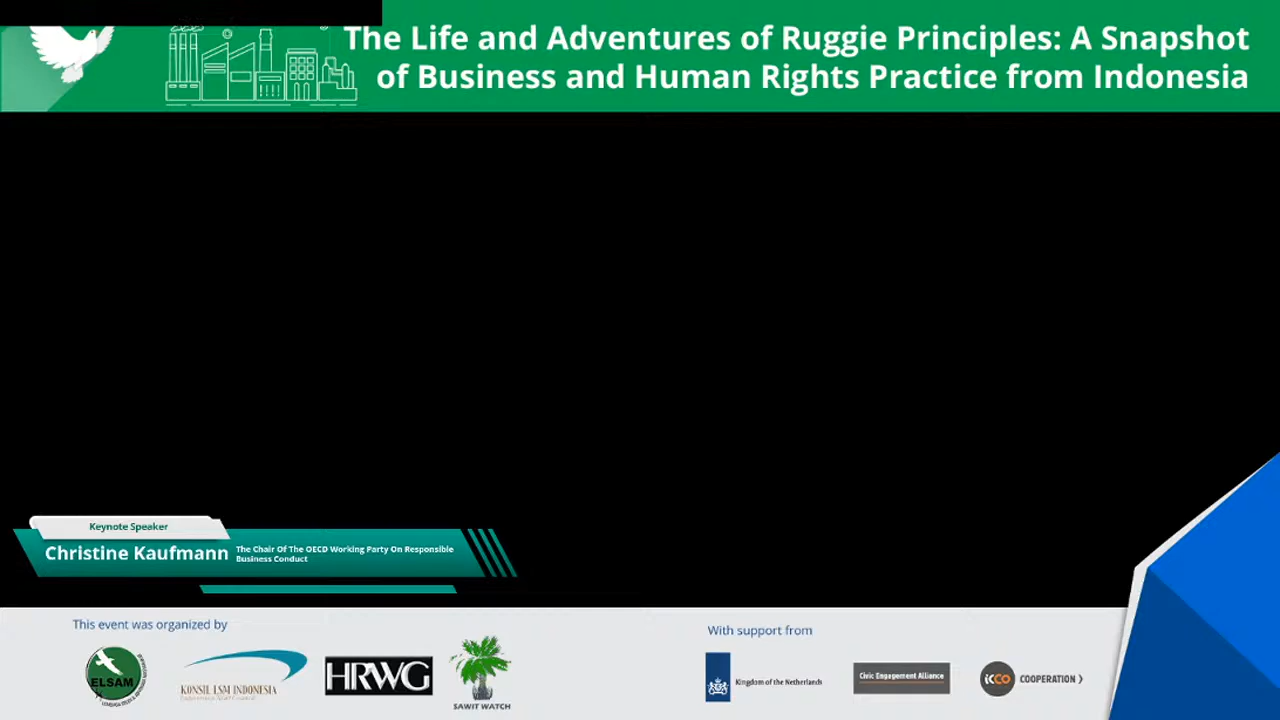 The Life and Adventures of Ruggie Principles: A Snapshot
of Business and Human Rights Practice from Indonesia
Keynote Speaker
Christine Kaufmann
The Chair Of The OECD Working Party On Responsible
Business Conduct
This event was organized by
With support from
ELSAM
KONSIL LSM INDONESIA
HRWG
SAWIT WATCH
Kingdom of the Netherlands
Civic Engagement Alliance
icco COOPERATION